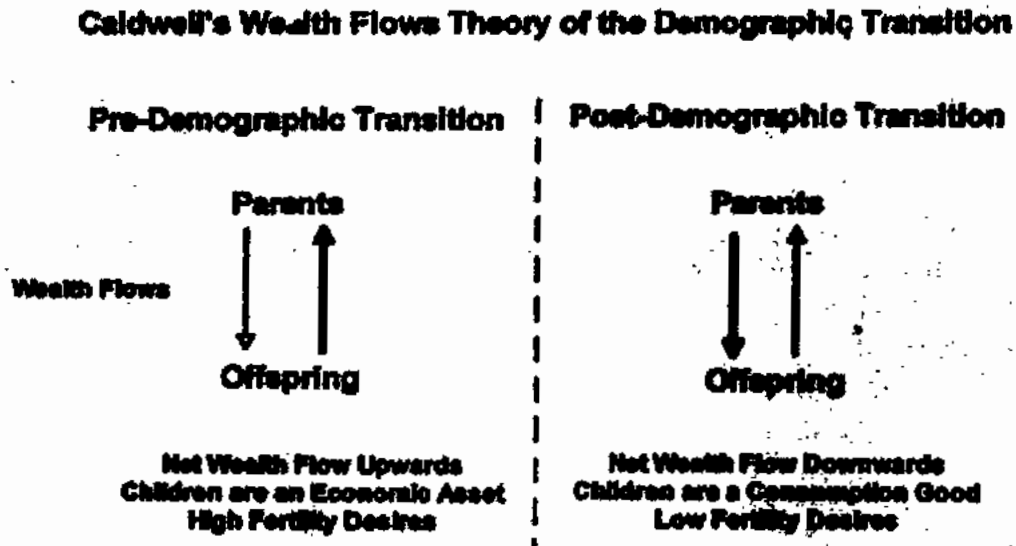 Caldwell's Wealth Flows Theory of the Demographic Transition
Pre-Demographic Transition
Post-Demographic Transition
Parents
Parents
Wealth Flows
Offspring
Offspring
Net Wealth Flow Upwards
Children are an Economic Asset
High Fertility Desires
Net Wealth Flow Downwards
Children are a Consumption Good
Low Fertility Desires